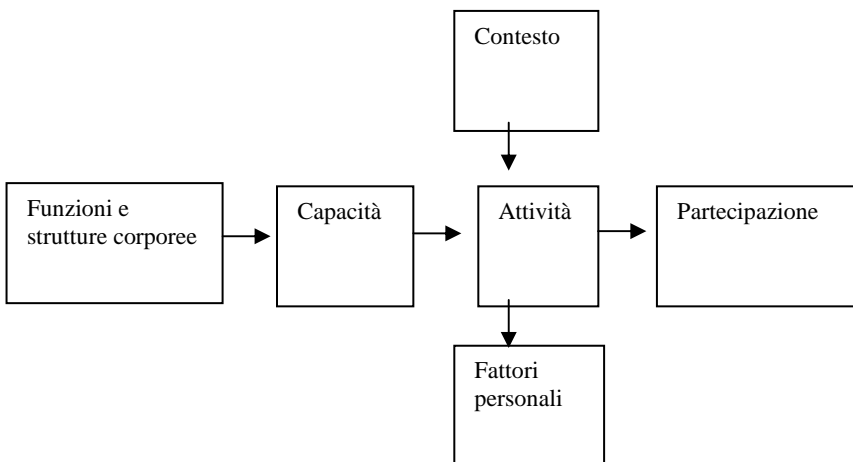 Contesto
Funzioni e
strutture corporee
Capacità
Attività
Partecipazione
Fattori
personali